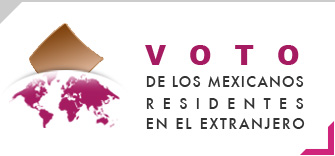 VOTO
DE LOS MEXICANOS
RESIDENTES
EN EL EXTRANJERO